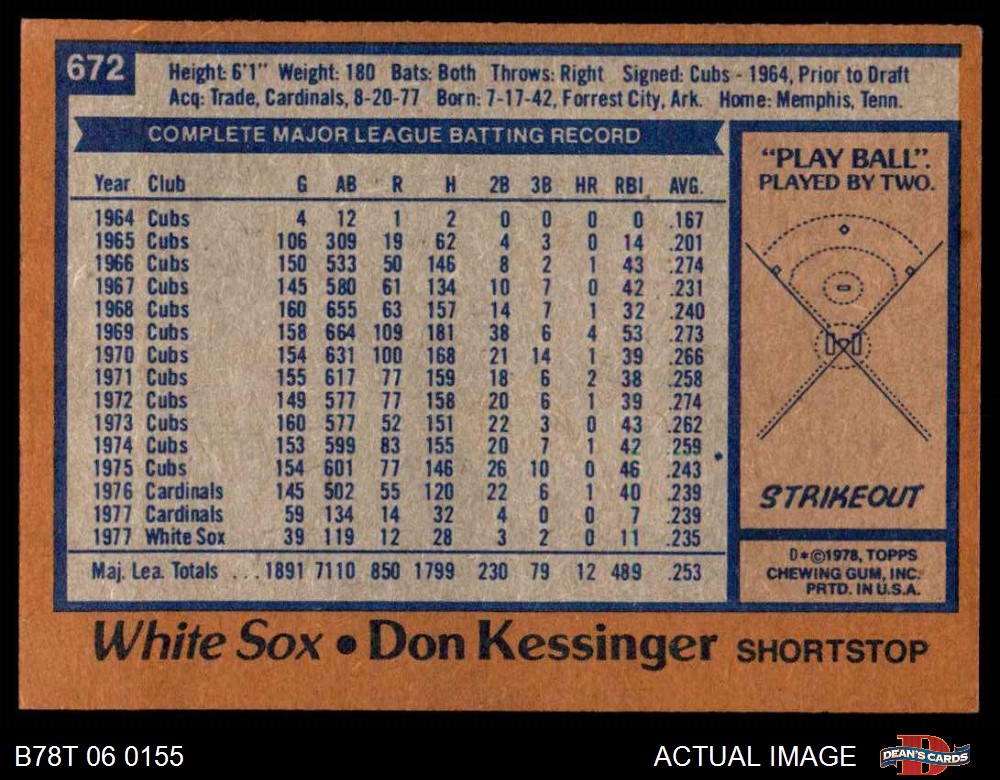 672
Height: 6'1" Weight: 180 Bats: Both Throws: Right Signed: Cubs - 1964, Prior to Draft
Acq: Trade, Cardinals, 8-20-77 Born: 7-17-42, Forrest City, Ark. Home: Memphis, Tenn.
COMPLETE MAJOR LEAGUE BATTING RECORD
Year Club G AB R H 2B 3B HR RBI AVG.
1964 Cubs 4 12 1 2 0 0 0 0 .167
1965 Cubs 106 309 19 62 4 3 0 14 .201
1966 Cubs 150 533 50 146 8 2 1 43 .274
1967 Cubs 145 580 61 134 10 7 0 42 .231
1968 Cubs 160 655 63 157 14 7 1 32 .240
1969 Cubs 158 664 109 181 38 6 4 53 .273
1970 Cubs 154 631 100 168 21 14 1 39 .266
1971 Cubs 155 617 77 159 18 6 2 38 .258
1972 Cubs 149 577 77 158 20 6 1 39 .274
1973 Cubs 160 577 52 151 22 3 0 43 .262
1974 Cubs 153 599 83 155 20 7 1 42 .259
1975 Cubs 154 601 77 146 26 10 0 46 .243
1976 Cardinals 145 502 55 120 22 6 1 40 .239
1977 Cardinals 59 134 14 32 4 0 0 7 .239
1977 White Sox 39 119 12 28 3 2 0 11 .235
Maj. Lea. Totals ...1891 7110 850 1799 230 79 12 489 .253
"PLAY BALL".
PLAYED BY TWO.
STRIKEOUT
D*©1978, TOPPS
CHEWING GUM, INC.
PRTD. IN U.S.A.
White Sox • Don Kessinger SHORTSTOP
B78T 06 0155
ACTUAL IMAGE
D
DEAN'S CARDS